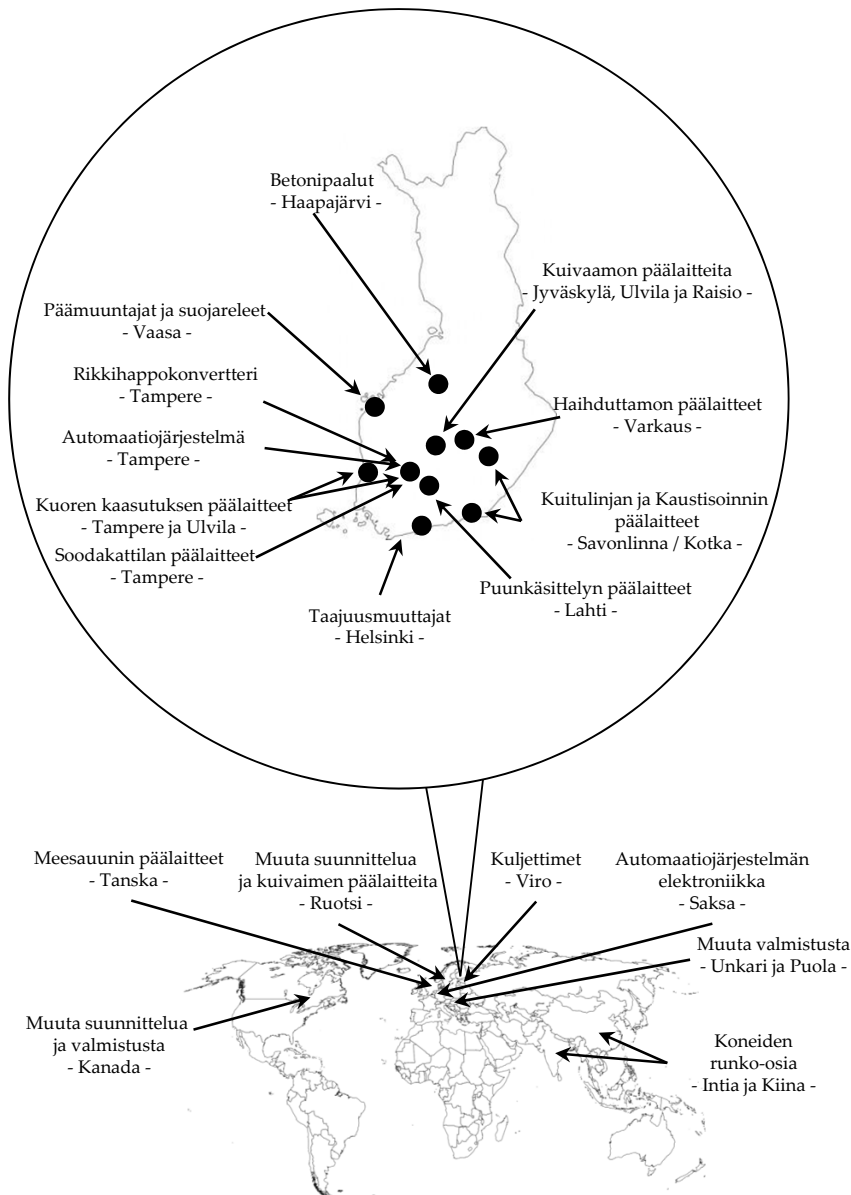 Betonipaalut
- Haapajärvi -
Kuivaamon päälaitteita
- Jyväskylä, Ulvila ja Raisio -
Päämuuntajat ja suojareleet
- Vaasa -
Rikkihappokonvertteri
- Tampere -
Haihduttamon päälaitteet
- Varkaus -
Automaatiojärjestelmä
- Tampere -
Kuoren kaasutuksen päälaitteet
- Tampere ja Ulvila -
Kuitulinjan ja Kaustisoinnin
päälaitteet
- Savonlinna / Kotka -
Soodakattilan päälaitteet
- Tampere -
Puunkäsittelyn päälaitteet
- Lahti -
Taajuusmuuttajat
- Helsinki -
Meesauunin päälaitteet
- Tanska -
Muuta suunnittelua
ja kuivaimen päälaitteita
- Ruotsi -
Kuljettimet
- Viro -
Automaatiojärjestelmän
elektroniikka
- Saksa -
Muuta valmistusta
- Unkari ja Puola -
Muuta suunnittelua
ja valmistusta
- Kanada -
Koneiden
runko-osia
- Intia ja Kiina -